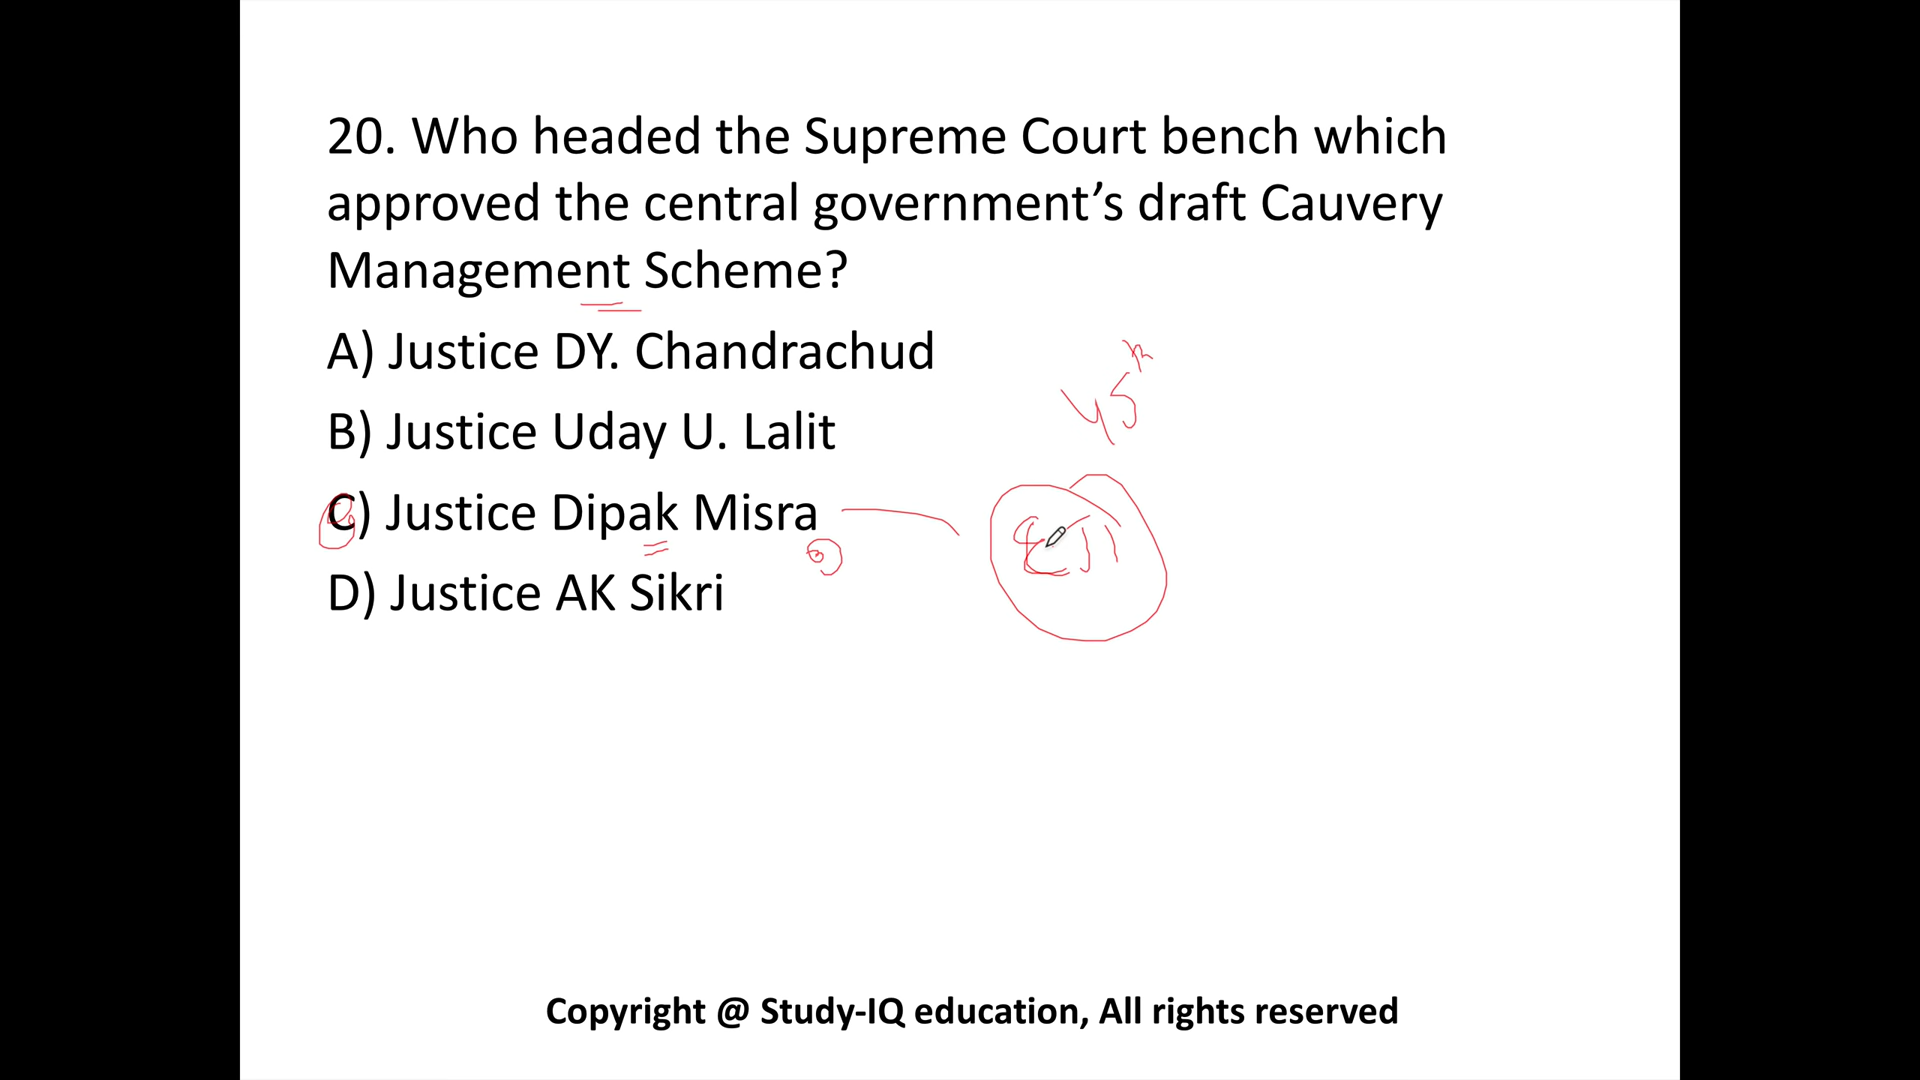 20. Who headed the Supreme Court bench which
approved the central government’s draft Cauvery
Management Scheme?
A) Justice DY. Chandrachud
B) Justice Uday U. Lalit
45th
C) Justice Dipak Misra
D) Justice AK Sikri
Copyright @ Study-IQ education, All rights reserved